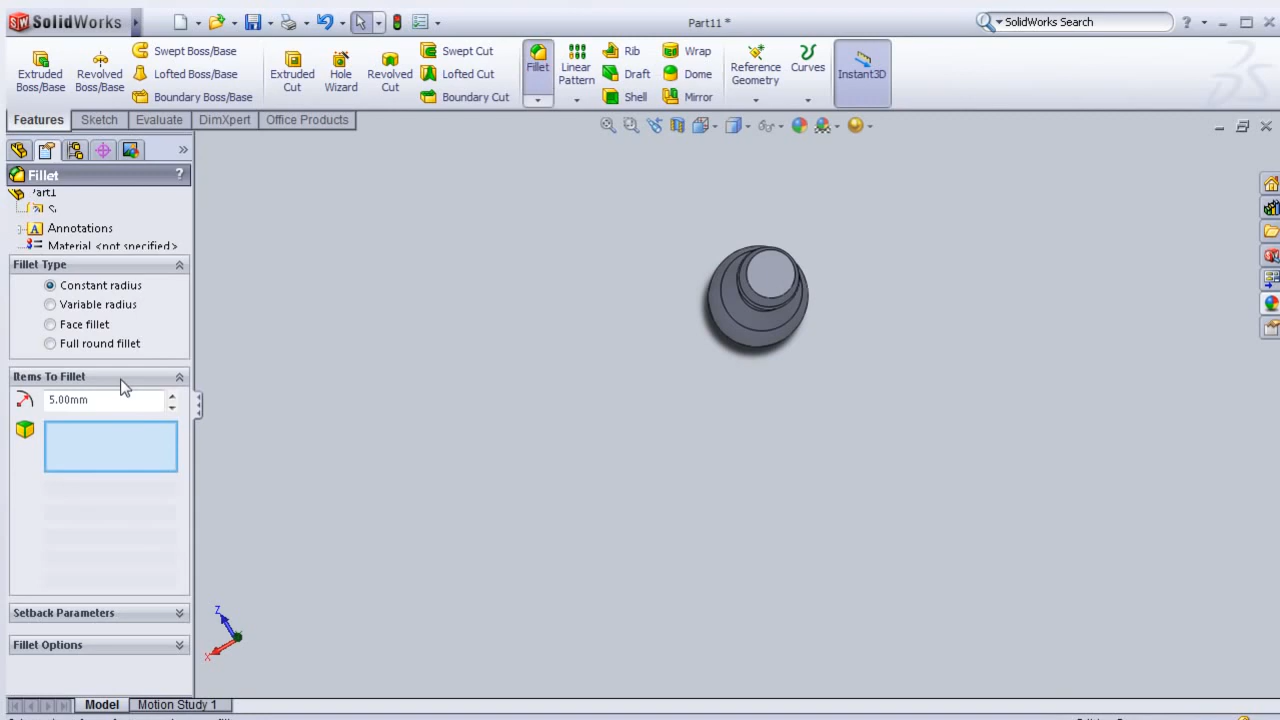 SolidWorks
Part11 *
SolidWorks Search
Extruded Boss/Base
Revolved Boss/Base
Swept Boss/Base
Lofted Boss/Base
Boundary Boss/Base
Extruded Cut
Hole Wizard
Revolved Cut
Swept Cut
Lofted Cut
Boundary Cut
Fillet
Linear Pattern
Rib
Draft
Shell
Wrap
Dome
Mirror
Reference Geometry
Curves
Instant3D
Features
Sketch
Evaluate
DimXpert
Office Products
Fillet
?
Annotations
Material <not specified>
Fillet Type
Constant radius
Variable radius
Face fillet
Full round fillet
Items To Fillet
5.00mm
Setback Parameters
Fillet Options
Z
X
Model
Motion Study 1